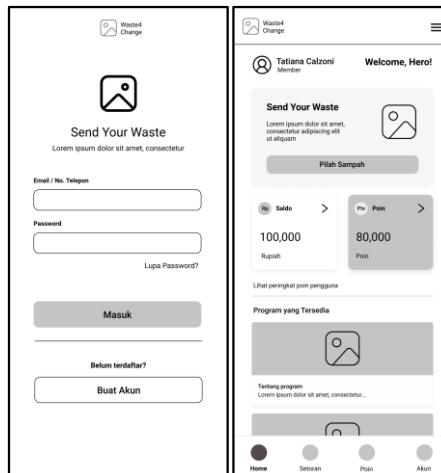 Waste4
Change
Send Your Waste
Lorem ipsum dolor sit amet, consectetur
Email / No. Telepon
Password
Lupa Password?
Masuk
Belum terdaftar?
Buat Akun
Waste4
Change
Tatiana Calzoni
Member
Welcome, Hero!
Send Your Waste
Lorem ipsum dolor sit amet,
consectetur adipiscing elit
ut aliquam
Pilah Sampah
Rp Saldo >
100,000
Rupiah
Pts Poin >
80,000
Poin
Lihat peringkat poin pengguna
Program yang Tersedia
Tentang program
Lorem ipsum dolor sit amet, consectetur...
Home Setoran Poin Akun